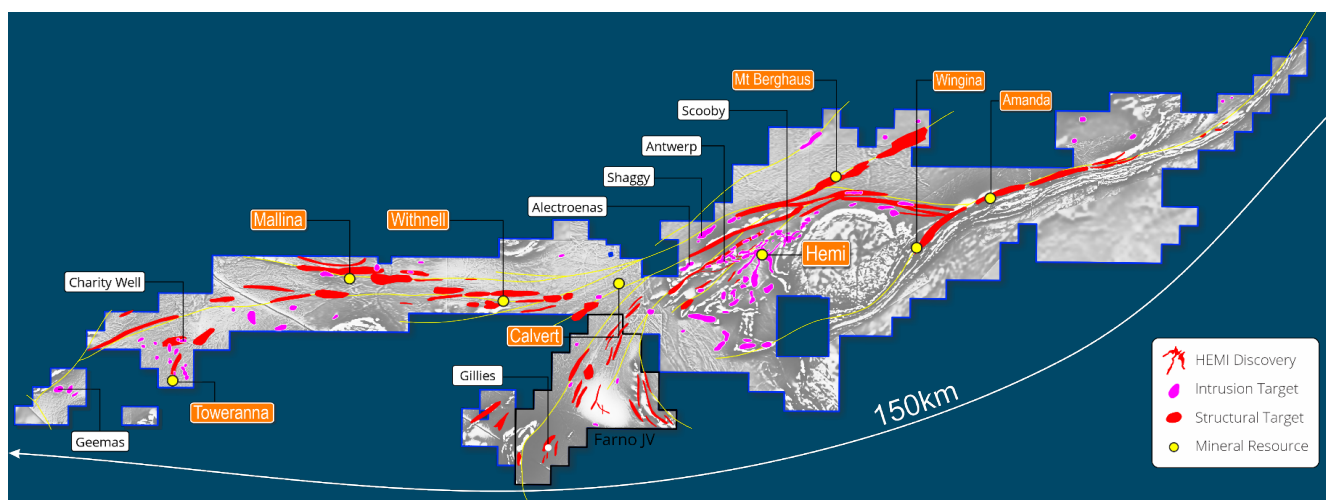 Mt Berghaus
Wingina
Amanda
Scooby
Antwerp
Shaggy
Alectroenas
Mallina
Withnell
Hemi
Charity Well
Calvert
Gillies
Toweranna
Geemas
Farno JV
150km
HEMI Discovery
Intrusion Target
Structural Target
Mineral Resource